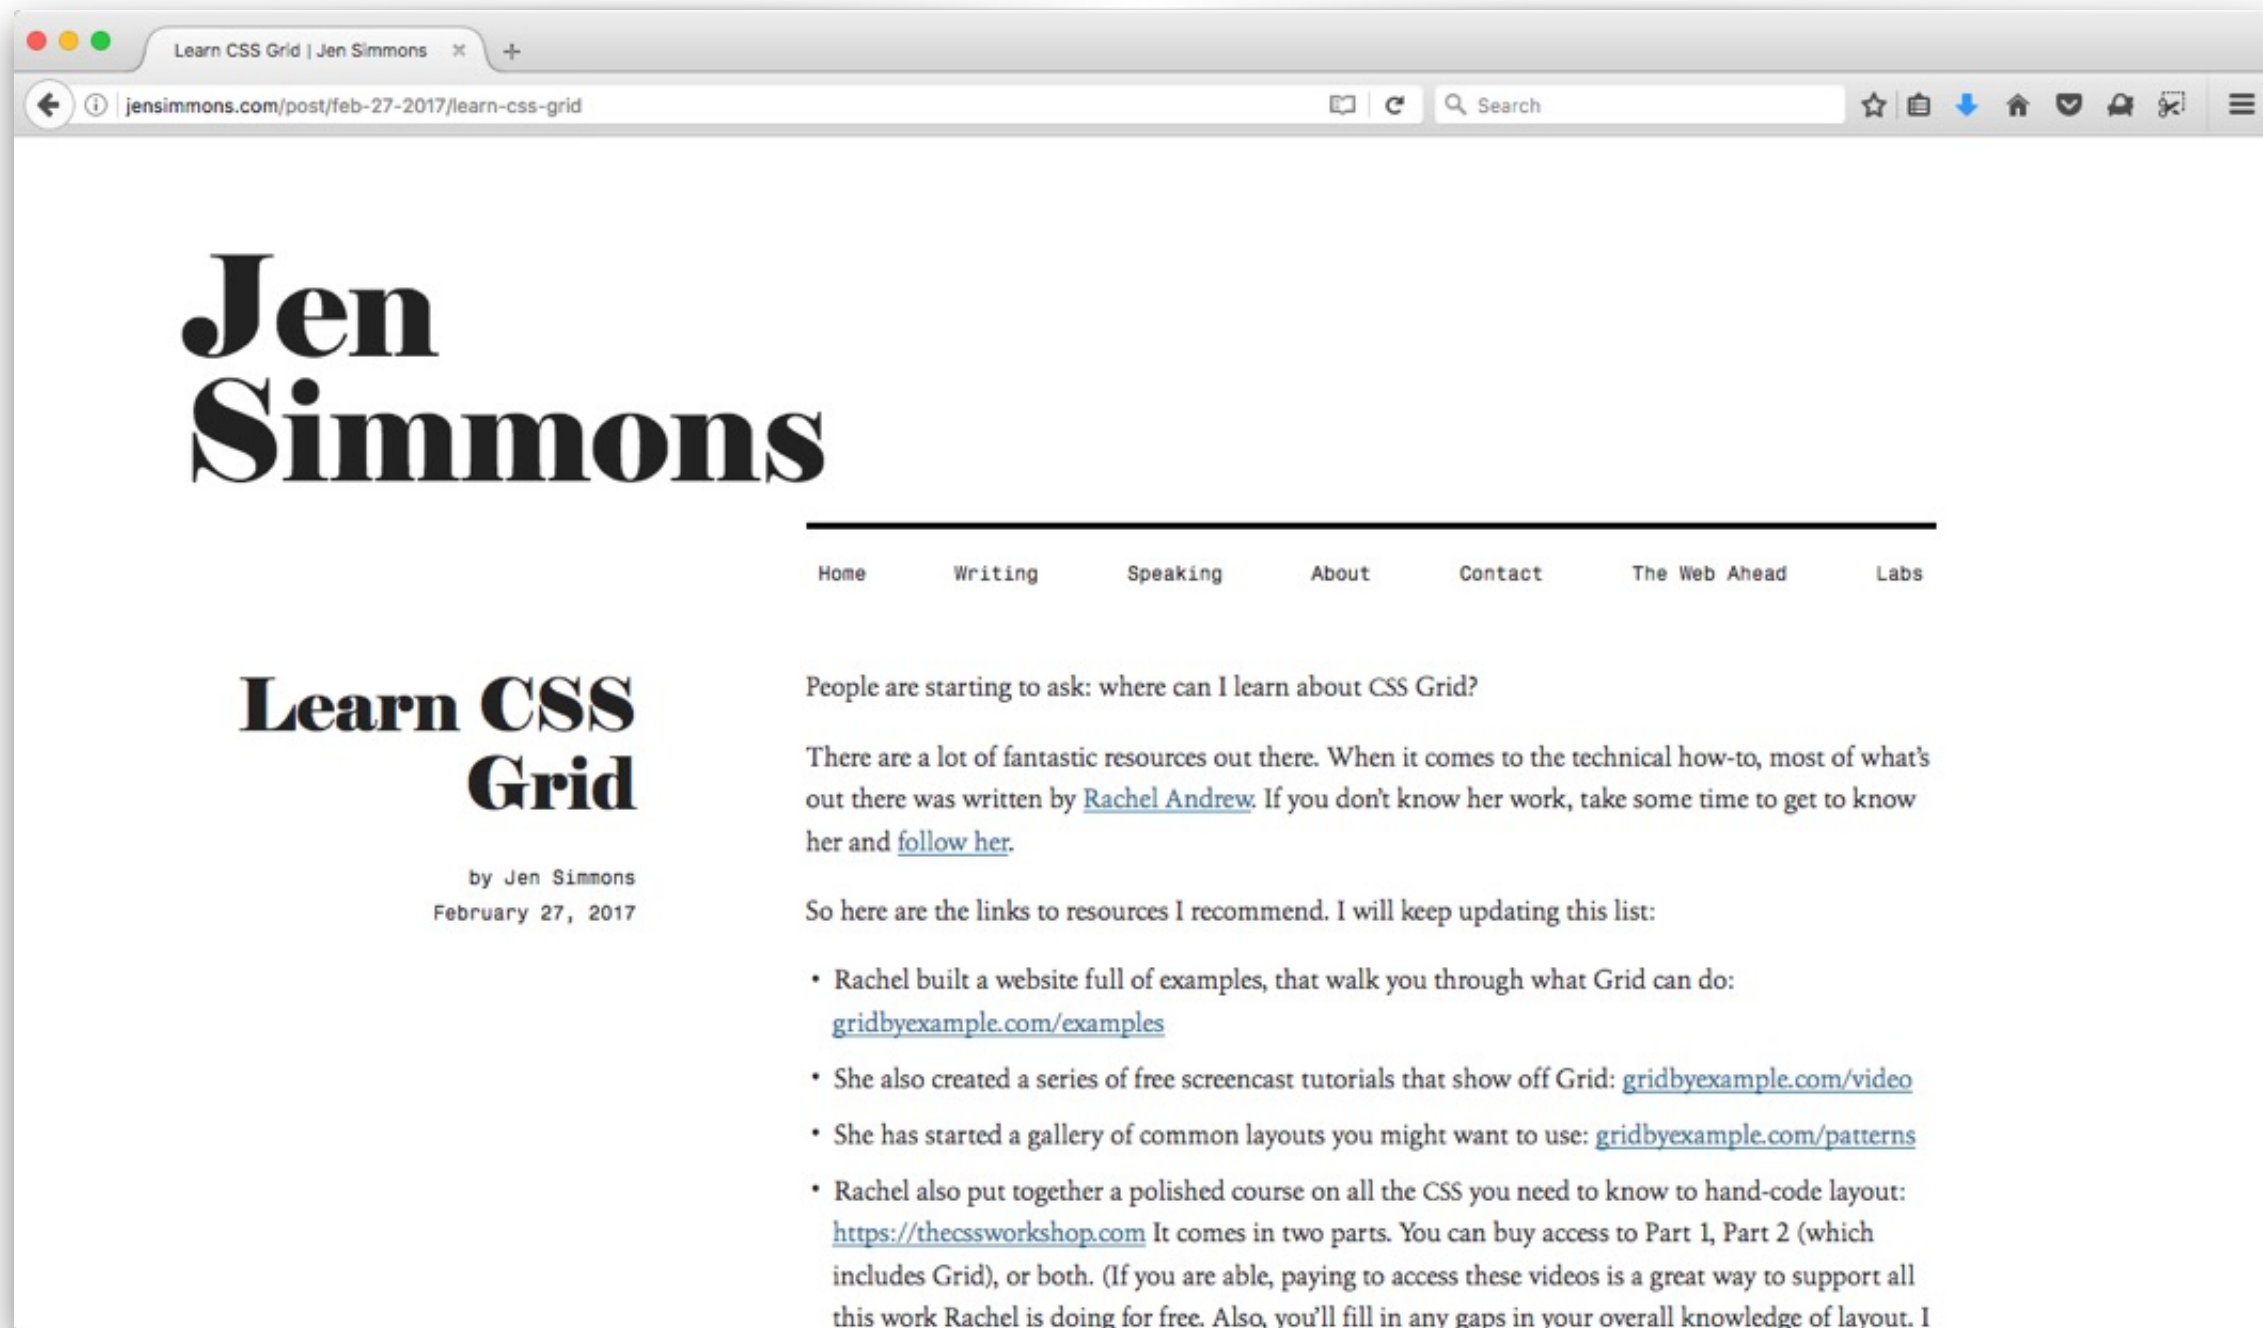 Learn CSS Grid | Jen Simmons
jensimmons.com/post/feb-27-2017/learn-css-grid
Search
Jen
Simmons
Home Writing Speaking About Contact The Web Ahead Labs
Learn CSS
Grid
by Jen Simmons
February 27, 2017
People are starting to ask: where can I learn about CSS Grid?
There are a lot of fantastic resources out there. When it comes to the technical how-to, most of what’s
out there was written by Rachel Andrew. If you don’t know her work, take some time to get to know
her and follow her.
So here are the links to resources I recommend. I will keep updating this list:
• Rachel built a website full of examples, that walk you through what Grid can do:
gridbyexample.com/examples
• She also created a series of free screencast tutorials that show off Grid: gridbyexample.com/video
• She has started a gallery of common layouts you might want to use: gridbyexample.com/patterns
• Rachel also put together a polished course on all the CSS you need to know to hand-code layout:
https://thecssworkshop.com It comes in two parts. You can buy access to Part 1, Part 2 (which
includes Grid), or both. (If you are able, paying to access these videos is a great way to support all
this work Rachel is doing for free. Also, you’ll fill in any gaps in your overall knowledge of layout. I